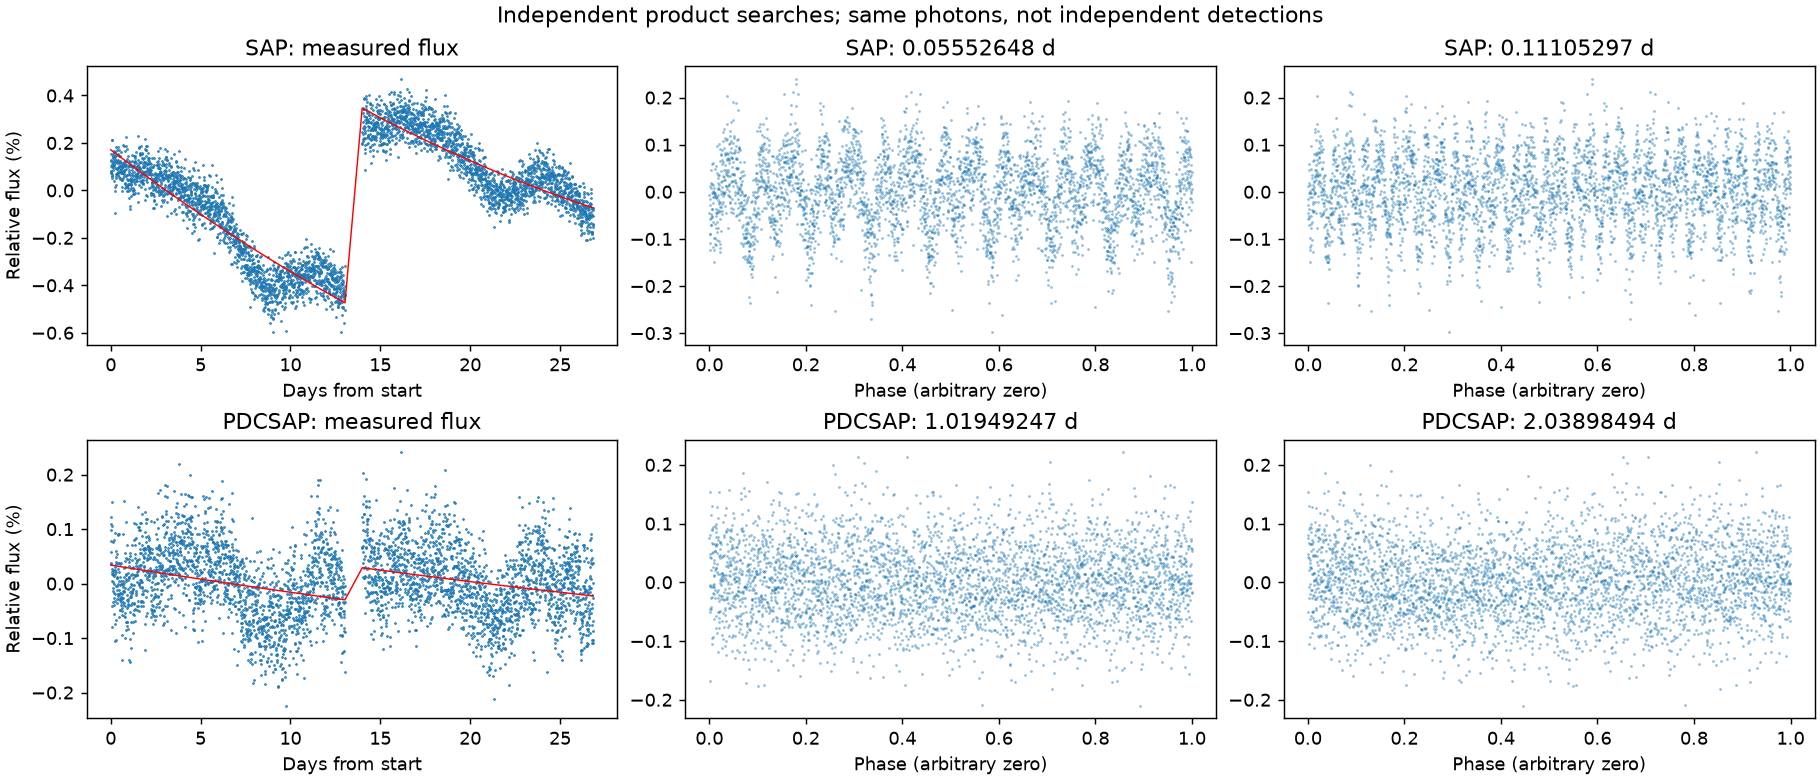 Independent product searches; same photons, not independent detections
SAP: measured flux
SAP: 0.05552648 d
SAP: 0.11105297 d
Relative flux (%)
0.4
0.2
0.0
−0.2
−0.4
−0.6
0 5 10 15 20 25
Days from start
0.2
0.1
0.0
−0.1
−0.2
−0.3
0.0 0.2 0.4 0.6 0.8 1.0
Phase (arbitrary zero)
0.2
0.1
0.0
−0.1
−0.2
−0.3
0.0 0.2 0.4 0.6 0.8 1.0
Phase (arbitrary zero)
PDCSAP: measured flux
PDCSAP: 1.01949247 d
PDCSAP: 2.03898494 d
Relative flux (%)
0.2
0.1
0.0
−0.1
−0.2
0 5 10 15 20 25
Days from start
0.2
0.1
0.0
−0.1
−0.2
0.0 0.2 0.4 0.6 0.8 1.0
Phase (arbitrary zero)
0.2
0.1
0.0
−0.1
−0.2
0.0 0.2 0.4 0.6 0.8 1.0
Phase (arbitrary zero)